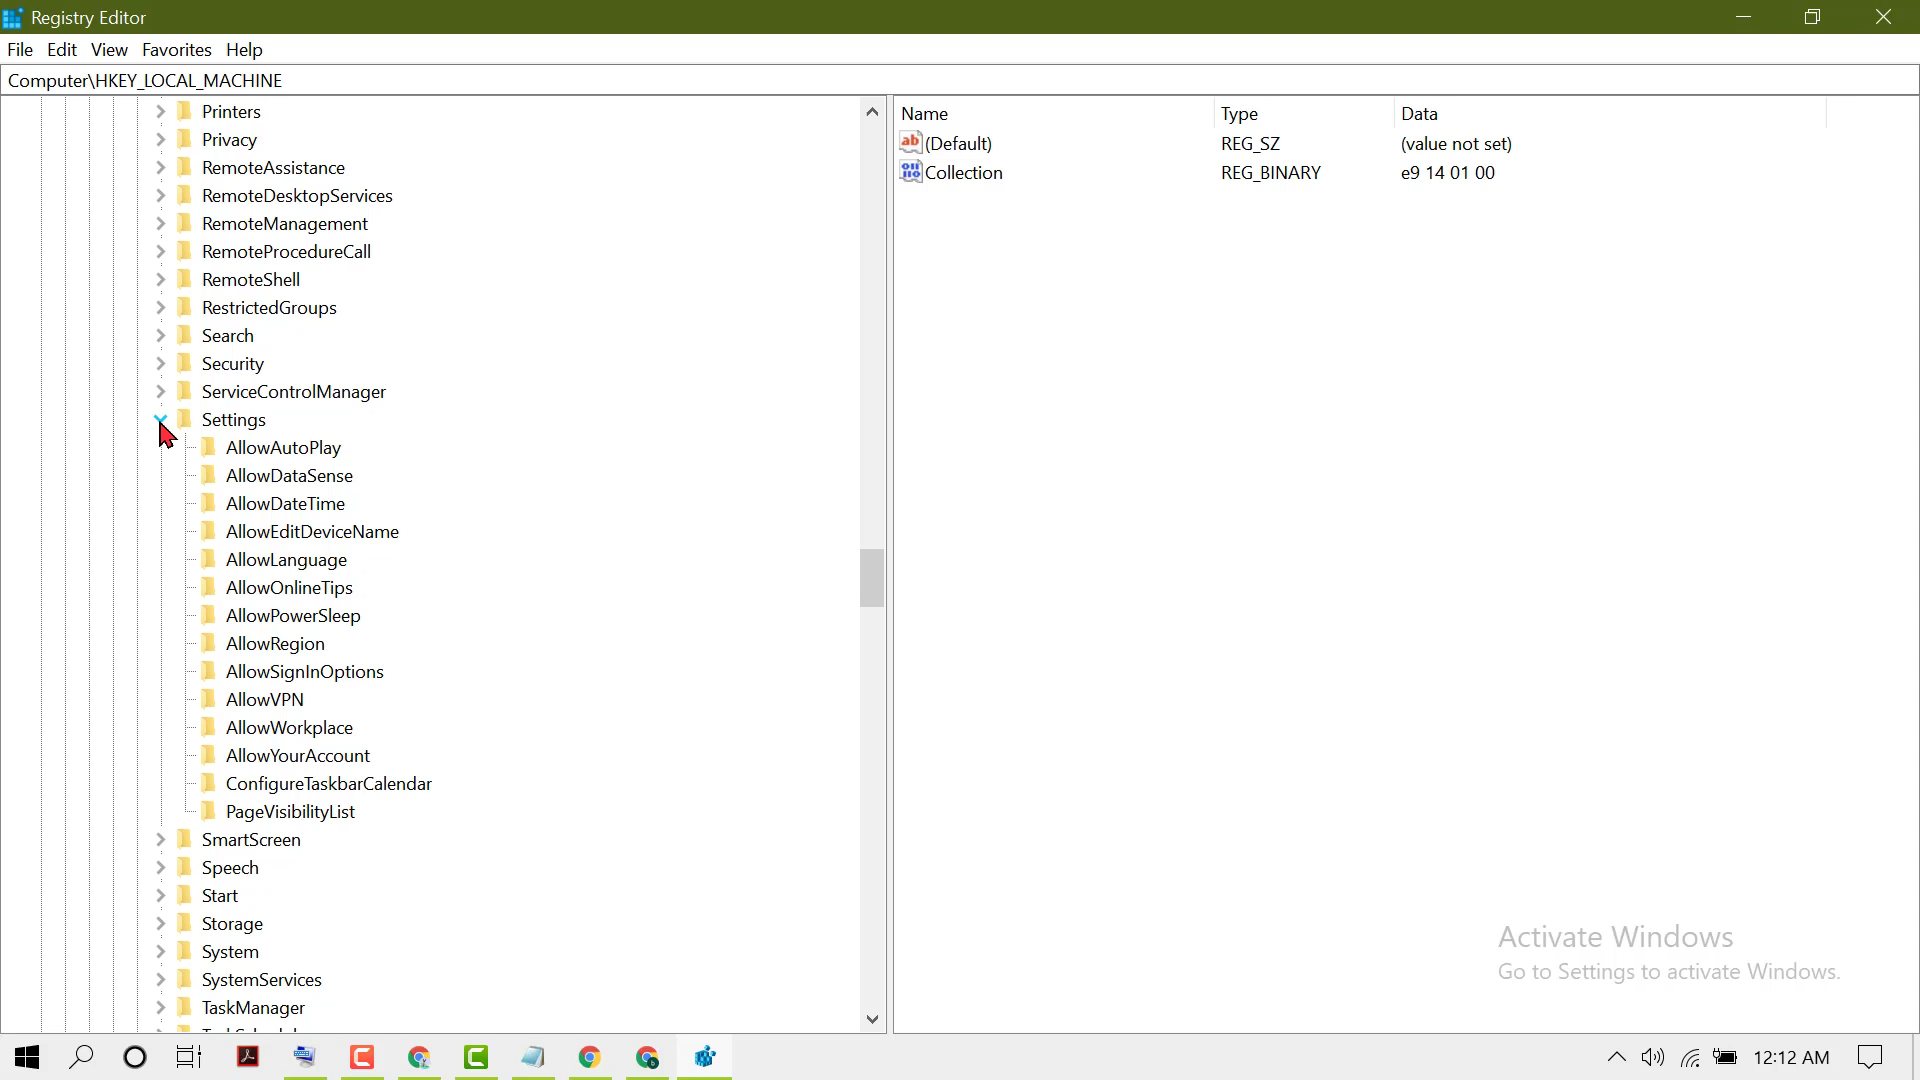 Registry Editor
File Edit View Favorites Help
Computer\HKEY_LOCAL_MACHINE
Printers
Privacy
RemoteAssistance
RemoteDesktopServices
RemoteManagement
RemoteProcedureCall
RemoteShell
RestrictedGroups
Search
Security
ServiceControlManager
Settings
AllowAutoPlay
AllowDataSense
AllowDateTime
AllowEditDeviceName
AllowLanguage
AllowOnlineTips
AllowPowerSleep
AllowRegion
AllowSignInOptions
AllowVPN
AllowWorkplace
AllowYourAccount
ConfigureTaskbarCalendar
PageVisibilityList
SmartScreen
Speech
Start
Storage
System
SystemServices
TaskManager
Name Type Data
(Default) REG_SZ (value not set)
Collection REG_BINARY e9 14 01 00
Activate Windows
Go to Settings to activate Windows.
12:12 AM